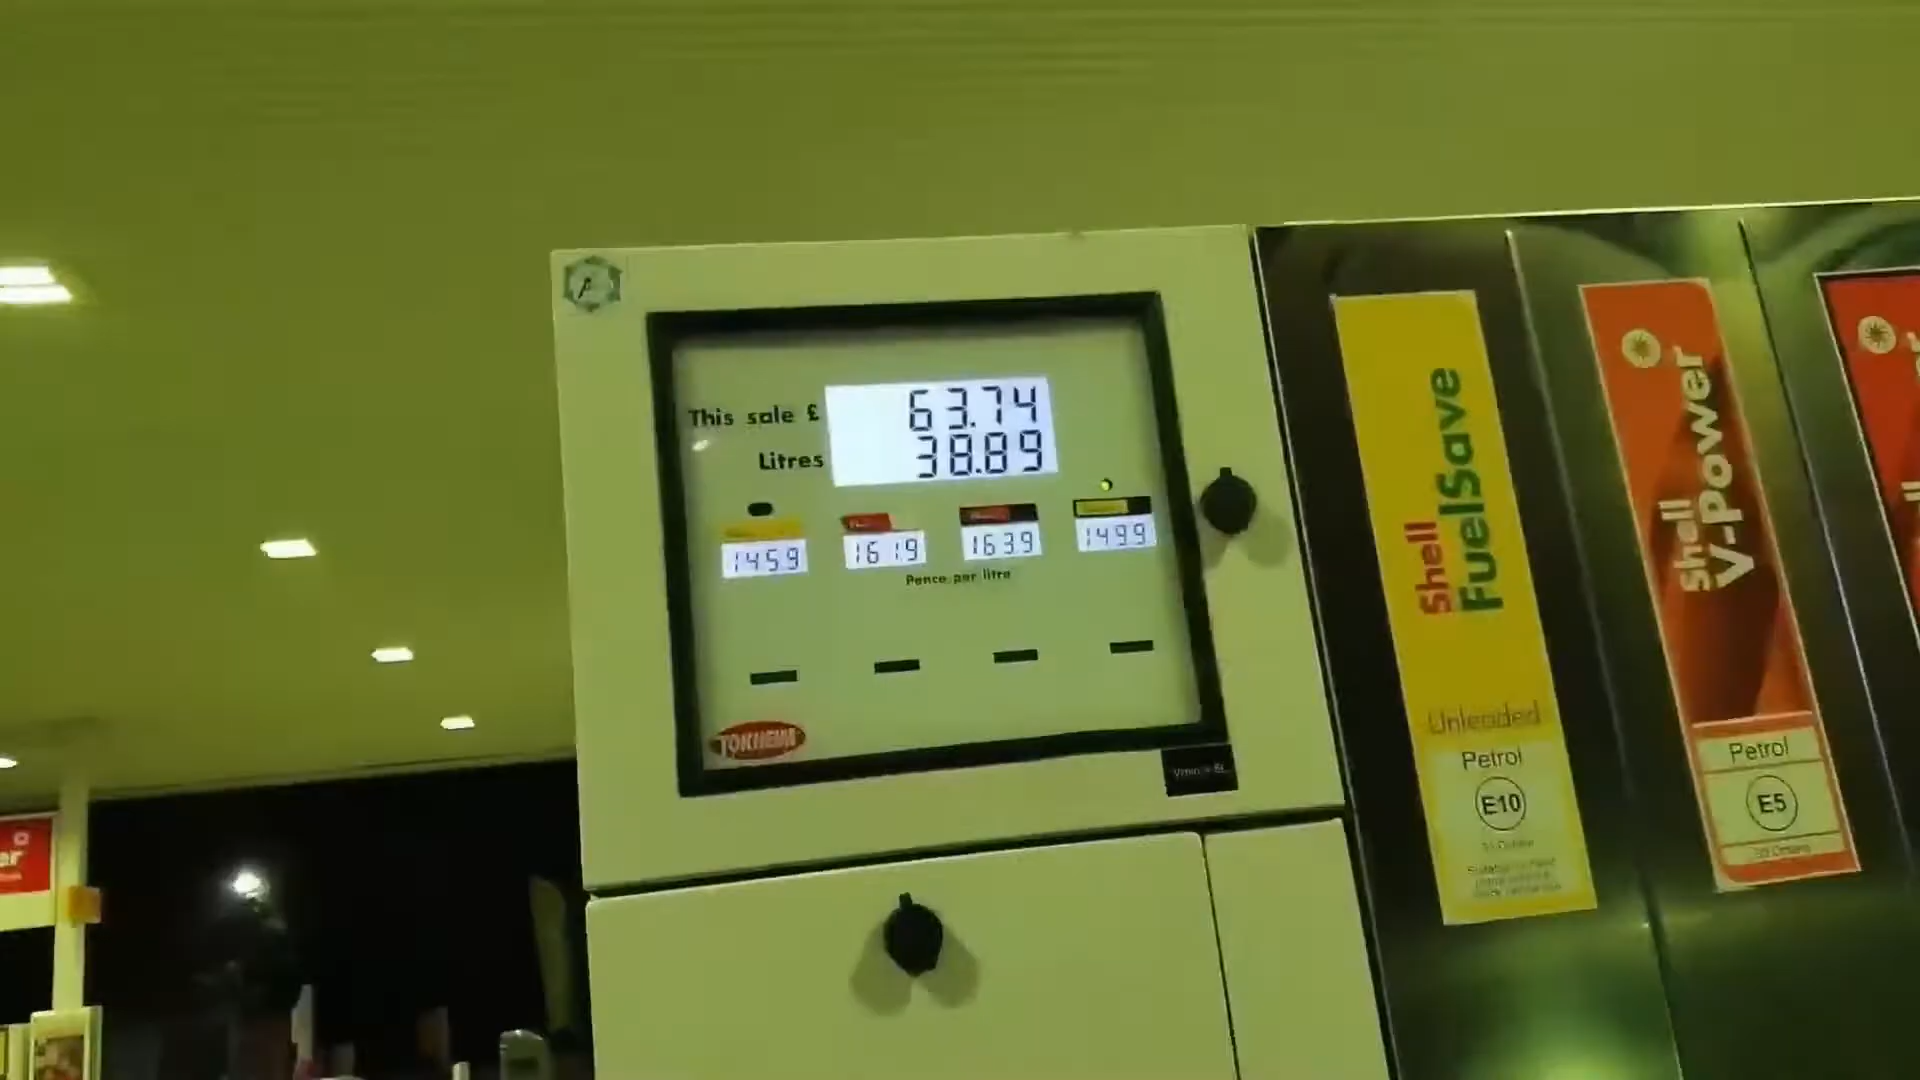 This sale £ 63.74
Litres 38.89
145.9 161.9 163.9 149.9
Pence per litre
TOKHEIM
Shell
FuelSave
Unleaded
Petrol
E10
Shell
V-Power
Petrol
E5